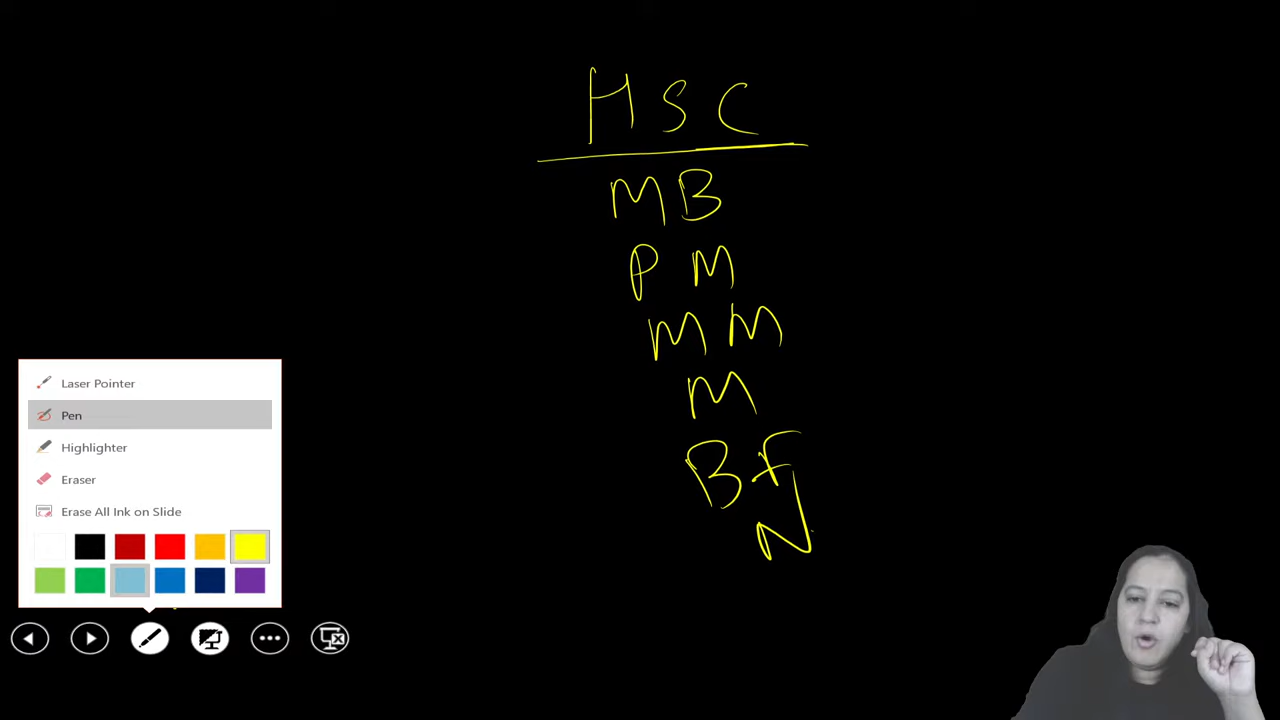 HSC
MB
PM
MM
M
Bf
N
Laser Pointer
Pen
Highlighter
Eraser
Erase All Ink on Slide